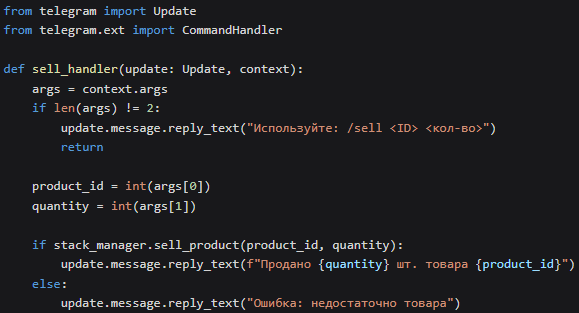 from telegram import Update
from telegram.ext import CommandHandler

def sell_handler(update: Update, context):
    args = context.args
    if len(args) != 2:
        update.message.reply_text("Используйте: /sell <ID> <кол-во>")
        return

    product_id = int(args[0])
    quantity = int(args[1])

    if stack_manager.sell_product(product_id, quantity):
        update.message.reply_text(f"Продано {quantity} шт. товара {product_id}")
    else:
        update.message.reply_text("Ошибка: недостаточно товара")